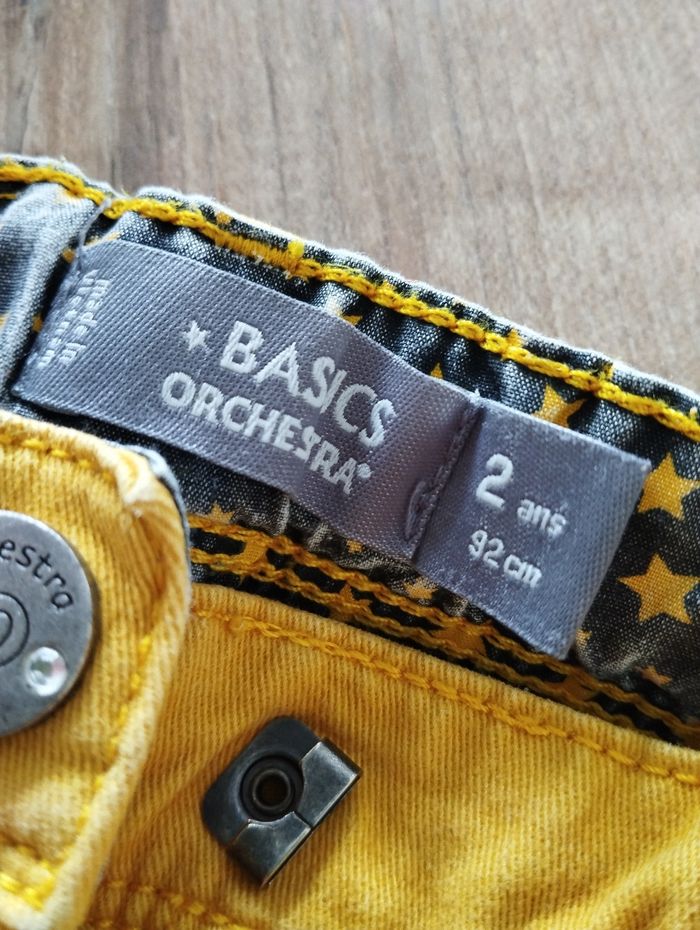 ★ BASICS
ORCHESTRA®
2 ans
92 cm
estra